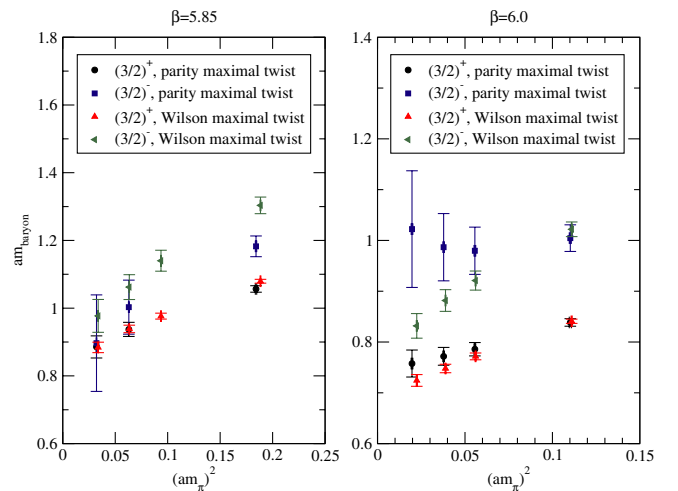 β=5.85
β=6.0
am_baryon
1.8
1.6
1.4
1.2
1
0.8
0.6
(3/2)^+, parity maximal twist
(3/2)^-, parity maximal twist
(3/2)^+, Wilson maximal twist
(3/2)^-, Wilson maximal twist
0
0.05
0.1
0.15
0.2
0.25
(am_π)^2
1.4
1.2
1
0.8
0.6
(3/2)^+, parity maximal twist
(3/2)^-, parity maximal twist
(3/2)^+, Wilson maximal twist
(3/2)^-, Wilson maximal twist
0
0.05
0.1
0.15
(am_π)^2